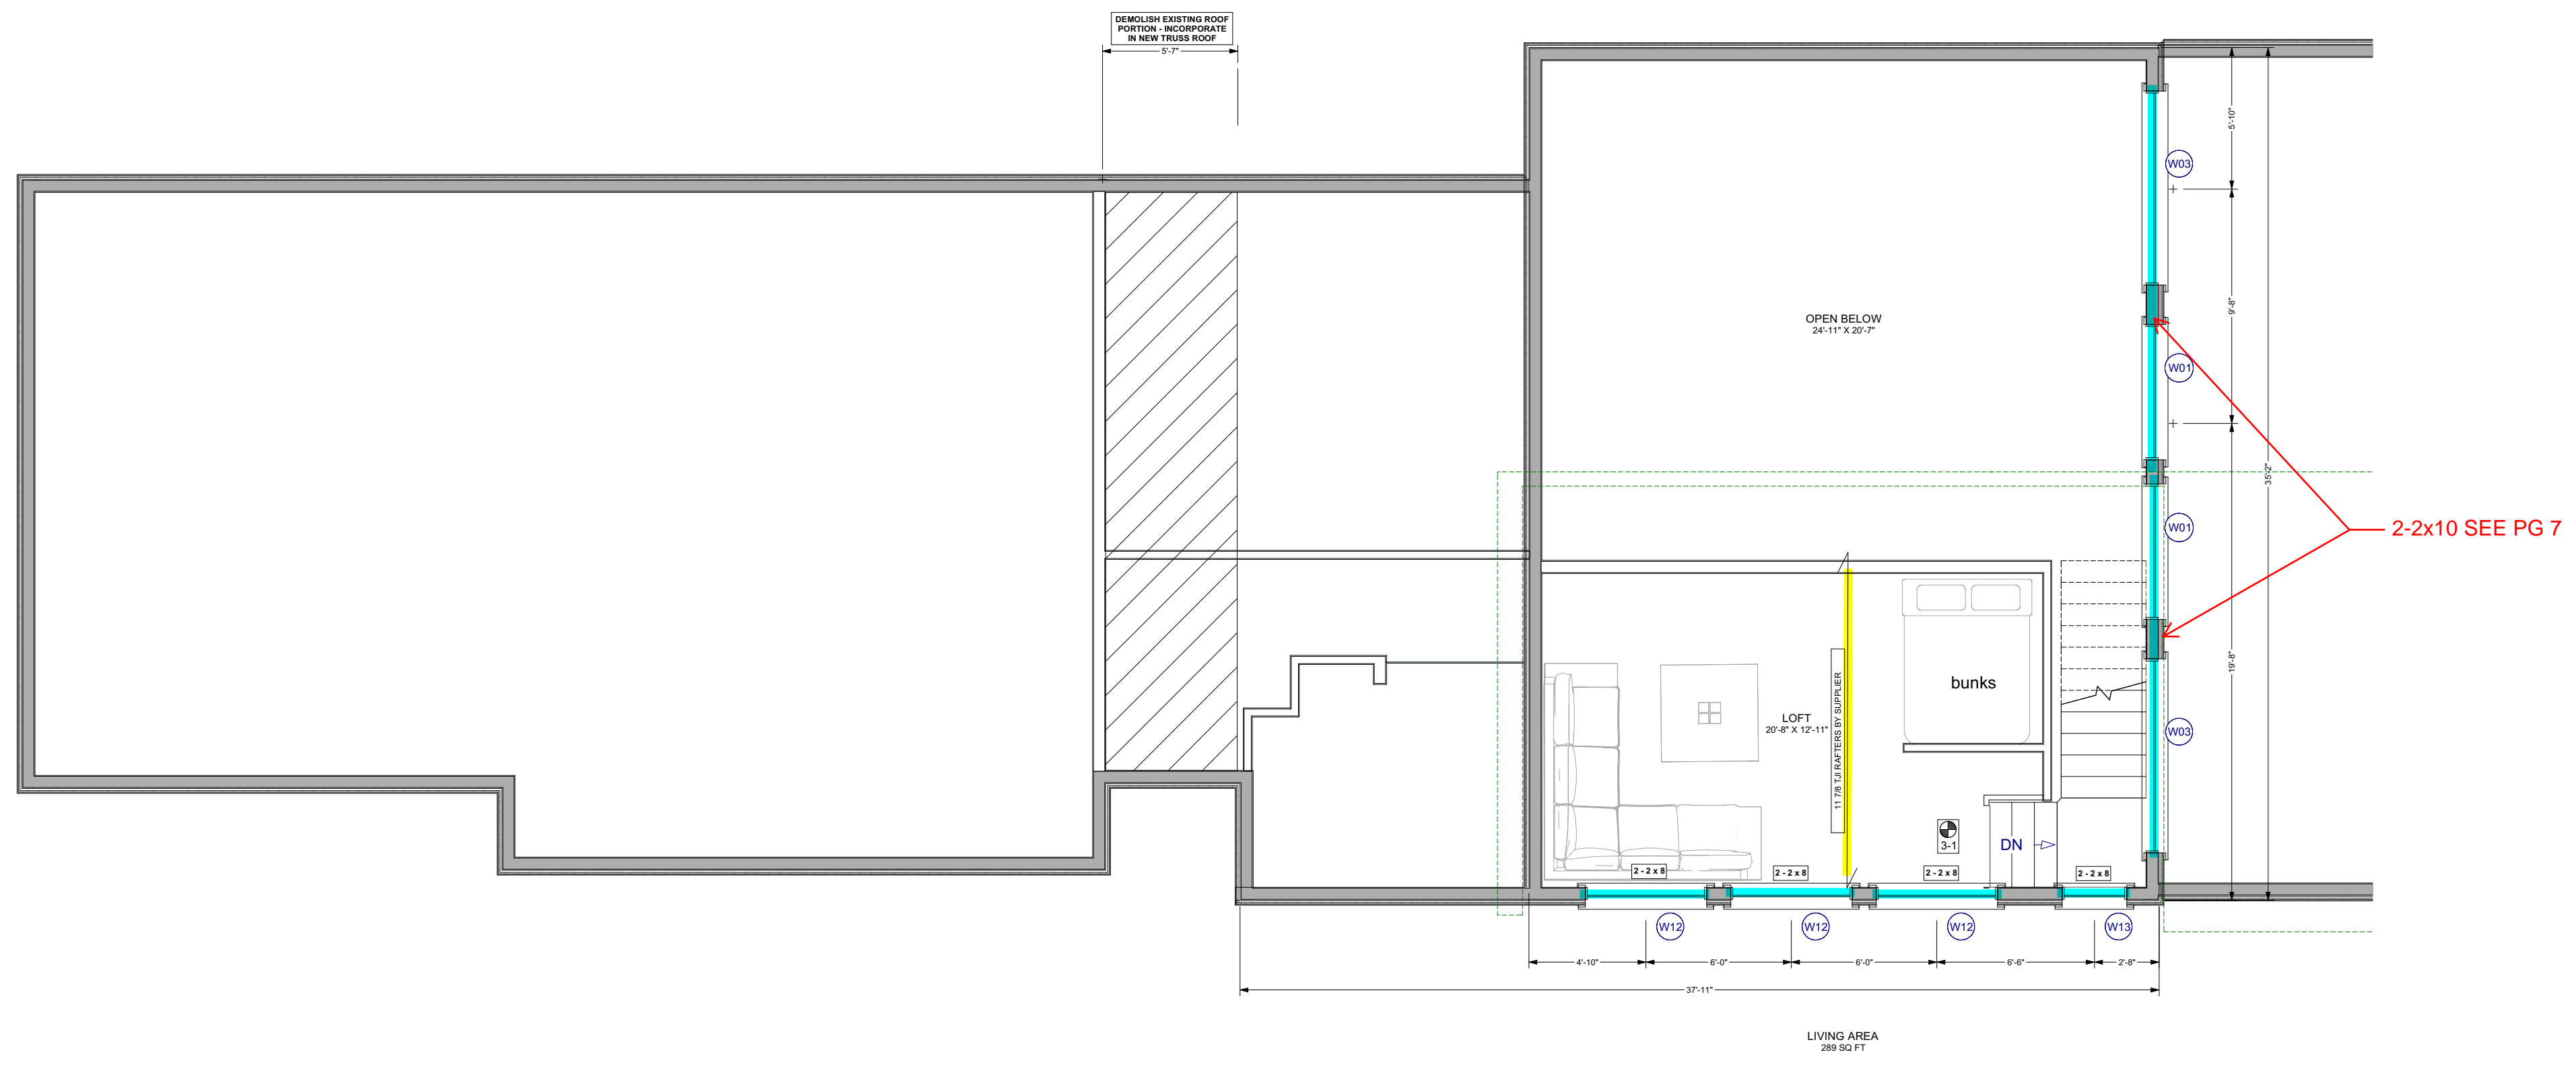 DEMOLISH EXISTING ROOF
PORTION - INCORPORATE
IN NEW TRUSS ROOF
5'-7"
5'-10"
W03
OPEN BELOW
24'-11" X 20'-7"
9'-8"
W01
35'-2"
W01
2-2x10 SEE PG 7
19'-8"
bunks
11 7/8 TJI RAFTERS BY SUPPLIER
LOFT
20'-8" X 12'-11"
W03
3-1
DN
2 - 2 x 8
2 - 2 x 8
2 - 2 x 8
2 - 2 x 8
W12
W12
W12
W13
4'-10"
6'-0"
6'-0"
6'-6"
2'-8"
37'-11"
LIVING AREA
289 SQ FT